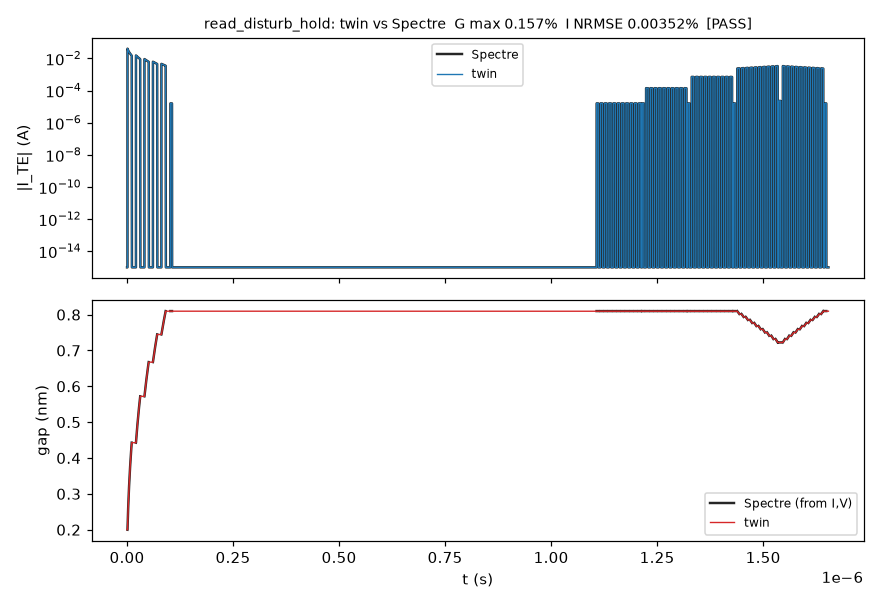 read_disturb_hold: twin vs Spectre  G max 0.157%  I NRMSE 0.00352%  [PASS]
Spectre
twin
|I_TE| (A)
10⁻²
10⁻⁴
10⁻⁶
10⁻⁸
10⁻¹⁰
10⁻¹²
10⁻¹⁴
gap (nm)
0.8
0.7
0.6
0.5
0.4
0.3
0.2
Spectre (from I,V)
twin
0.00 0.25 0.50 0.75 1.00 1.25 1.50
t (s)
1e−6